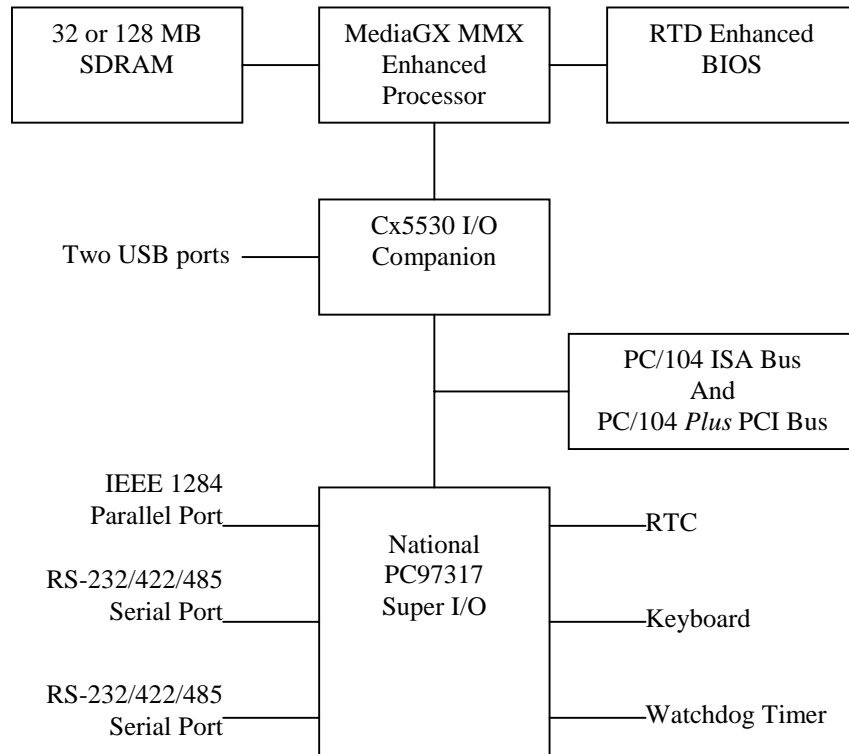 32 or 128 MB
SDRAM
MediaGX MMX
Enhanced
Processor
RTD Enhanced
BIOS
Cx5530 I/O
Companion
Two USB ports
PC/104 ISA Bus
And
PC/104 Plus PCI Bus
IEEE 1284
Parallel Port
RS-232/422/485
Serial Port
RS-232/422/485
Serial Port
National
PC97317
Super I/O
RTC
Keyboard
Watchdog Timer